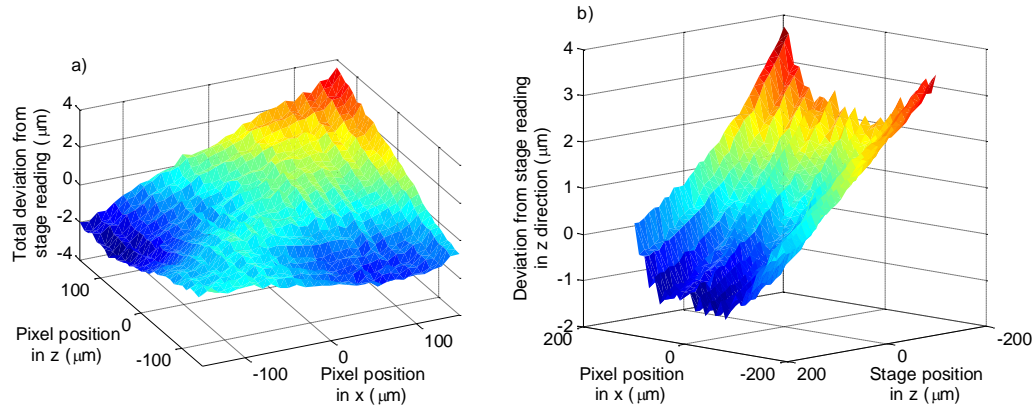 a)
Total deviation from
stage reading (μm)
4
2
0
-2
-4
100
0
-100
Pixel position
in z (μm)
-100
0
100
Pixel position
in x (μm)
b)
Deviation from stage reading
in z direction (μm)
4
3
2
1
0
-1
-2
200
0
-200
Pixel position
in x (μm)
200
0
-200
Stage position
in z (μm)